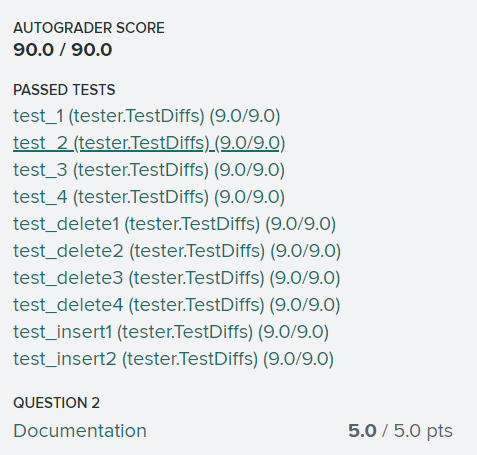 AUTOGRADER SCORE
90.0 / 90.0
PASSED TESTS
test_1 (tester.TestDiffs) (9.0/9.0)
test_2 (tester.TestDiffs) (9.0/9.0)
test_3 (tester.TestDiffs) (9.0/9.0)
test_4 (tester.TestDiffs) (9.0/9.0)
test_delete1 (tester.TestDiffs) (9.0/9.0)
test_delete2 (tester.TestDiffs) (9.0/9.0)
test_delete3 (tester.TestDiffs) (9.0/9.0)
test_delete4 (tester.TestDiffs) (9.0/9.0)
test_insert1 (tester.TestDiffs) (9.0/9.0)
test_insert2 (tester.TestDiffs) (9.0/9.0)
QUESTION 2
Documentation 5.0 / 5.0 pts